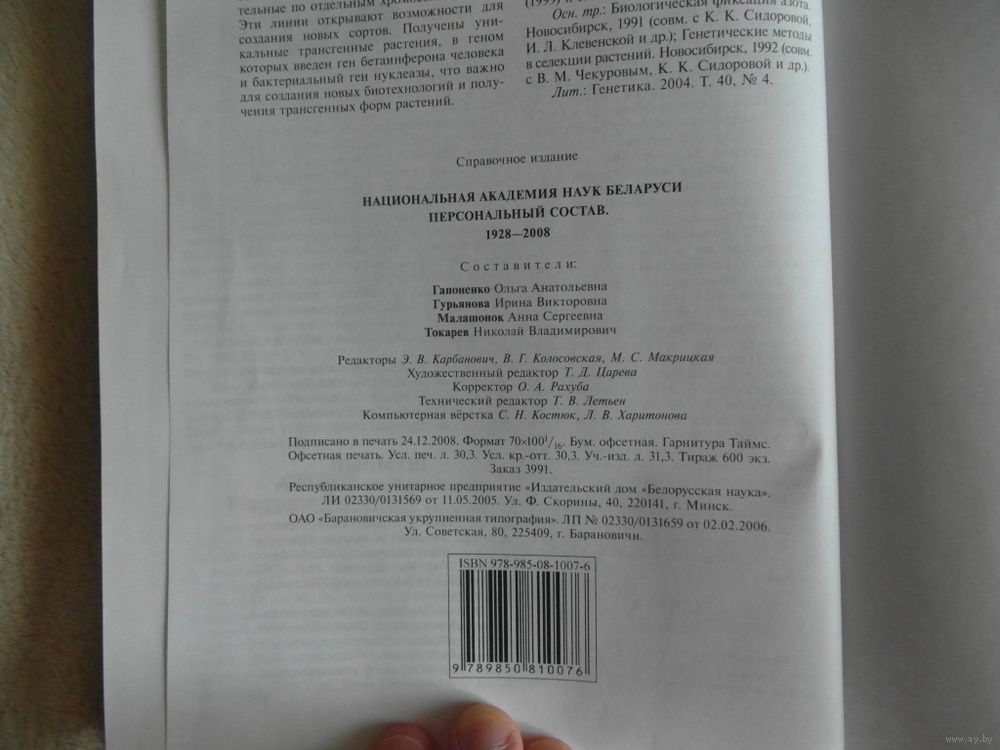 тельные по отдельным
Эти линии открывают возможности для
создания новых сортов. Получены уни-
кальные трансгенные растения, в геном
которых введен ген бетаинферона человека
и бактериальный ген нуклеазы, что важно
для создания новых биотехнологий и полу-
чения трансгенных форм растений.
Осн. тр.: Биологическая фиксация азота.
Новосибирск, 1991 (совм. с К. К. Сидоровой,
И. Л. Клевенской и др.); Генетические методы
в селекции растений. Новосибирск, 1992 (совм.
с В. М. Чекуровым, К. К. Сидоровой и др.).
Лит.: Генетика. 2004. Т. 40, № 4.
Справочное издание
НАЦИОНАЛЬНАЯ АКАДЕМИЯ НАУК БЕЛАРУСИ
ПЕРСОНАЛЬНЫЙ СОСТАВ.
1928—2008
Составители:
Гапоненко Ольга Анатольевна
Гурьянова Ирина Викторовна
Малашонок Анна Сергеевна
Токарев Николай Владимирович
Редакторы Э. В. Карбанович, В. Г. Колосовская, М. С. Макрицкая
Художественный редактор Т. Д. Царева
Корректор О. А. Рахуба
Технический редактор Т. В. Летьен
Компьютерная вёрстка С. Н. Костюк, Л. В. Харитонова
Подписано в печать 24.12.2008. Формат 70×100 1/16. Бум. офсетная. Гарнитура Таймс.
Офсетная печать. Усл. печ. л. 30,3. Усл. кр.-отт. 30,3. Уч.-изд. л. 31,3. Тираж 600 экз.
Заказ 3991.
Республиканское унитарное предприятие «Издательский дом «Белорусская наука».
ЛИ 02330/0131569 от 11.05.2005. Ул. Ф. Скорины, 40, 220141, г. Минск.
ОАО «Барановичская укрупненная типография». ЛП № 02330/0131659 от 02.02.2006.
Ул. Советская, 80, 225409, г. Барановичи.
ISBN 978-985-08-1007-6
9 789850 810076
www.ay.by